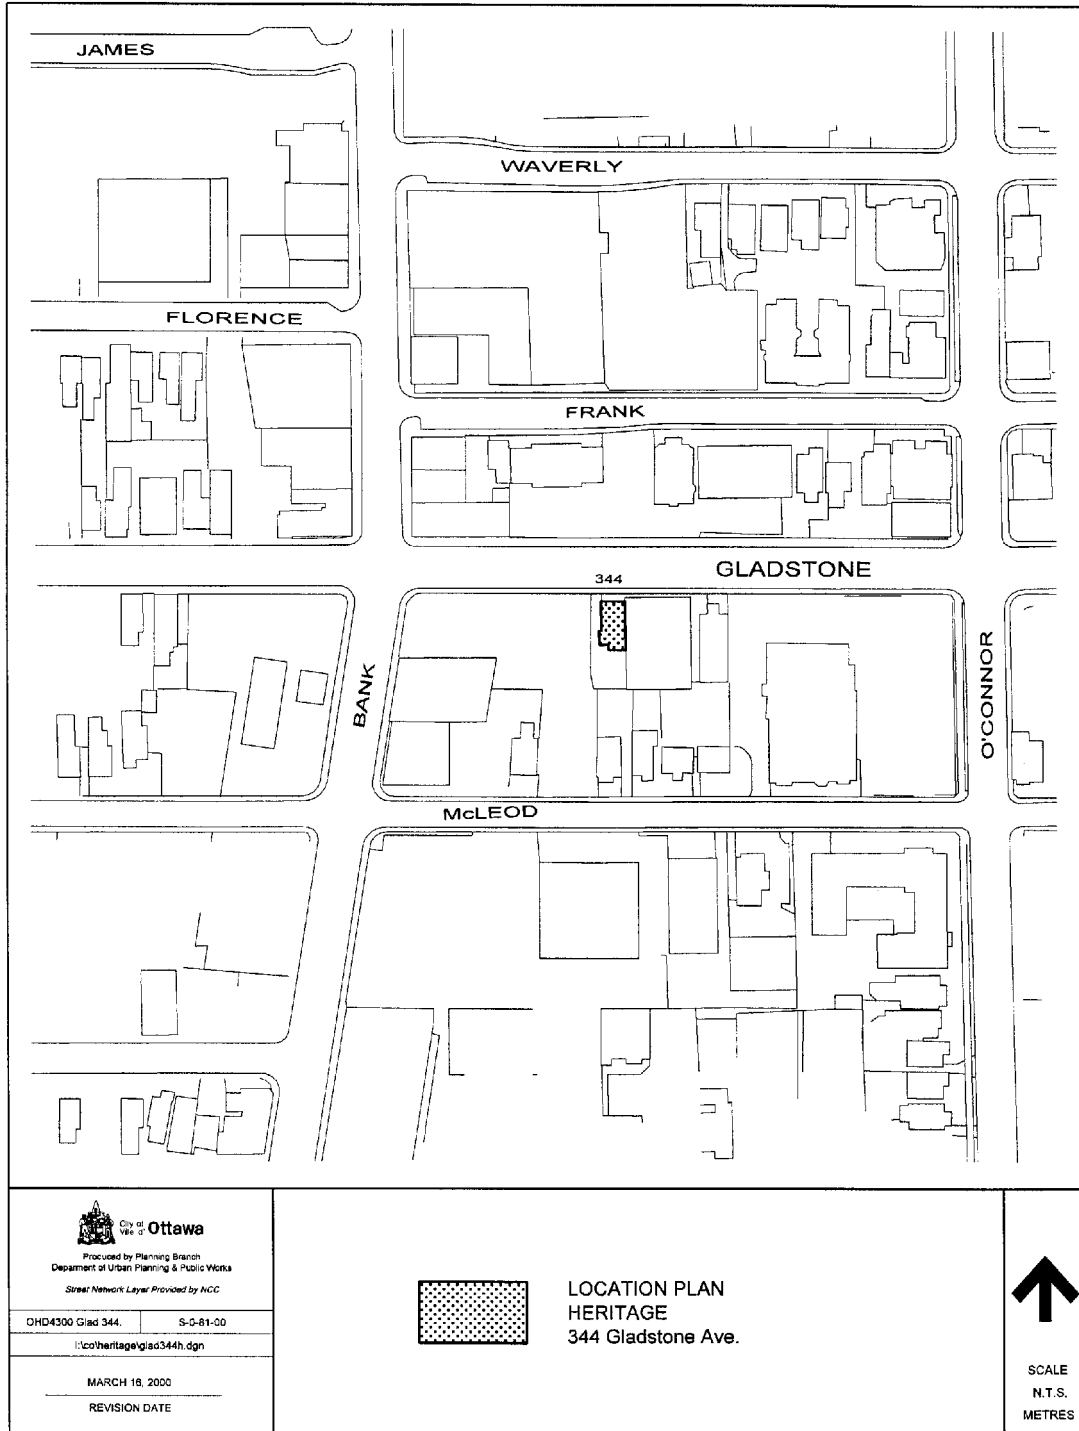 JAMES
WAVERLY
FLORENCE
FRANK
GLADSTONE
344
BANK
O'CONNOR
McLEOD
City of
Ville d'
Ottawa
Produced by Planning Branch
Department of Urban Planning & Public Works
Street Network Layer Provided by NCC
OHD4300 Glad 344.
S-0-81-00
I:\co\heritage\glad344h.dgn
MARCH 16, 2000
REVISION DATE
LOCATION PLAN
HERITAGE
344 Gladstone Ave.
SCALE
N.T.S.
METRES